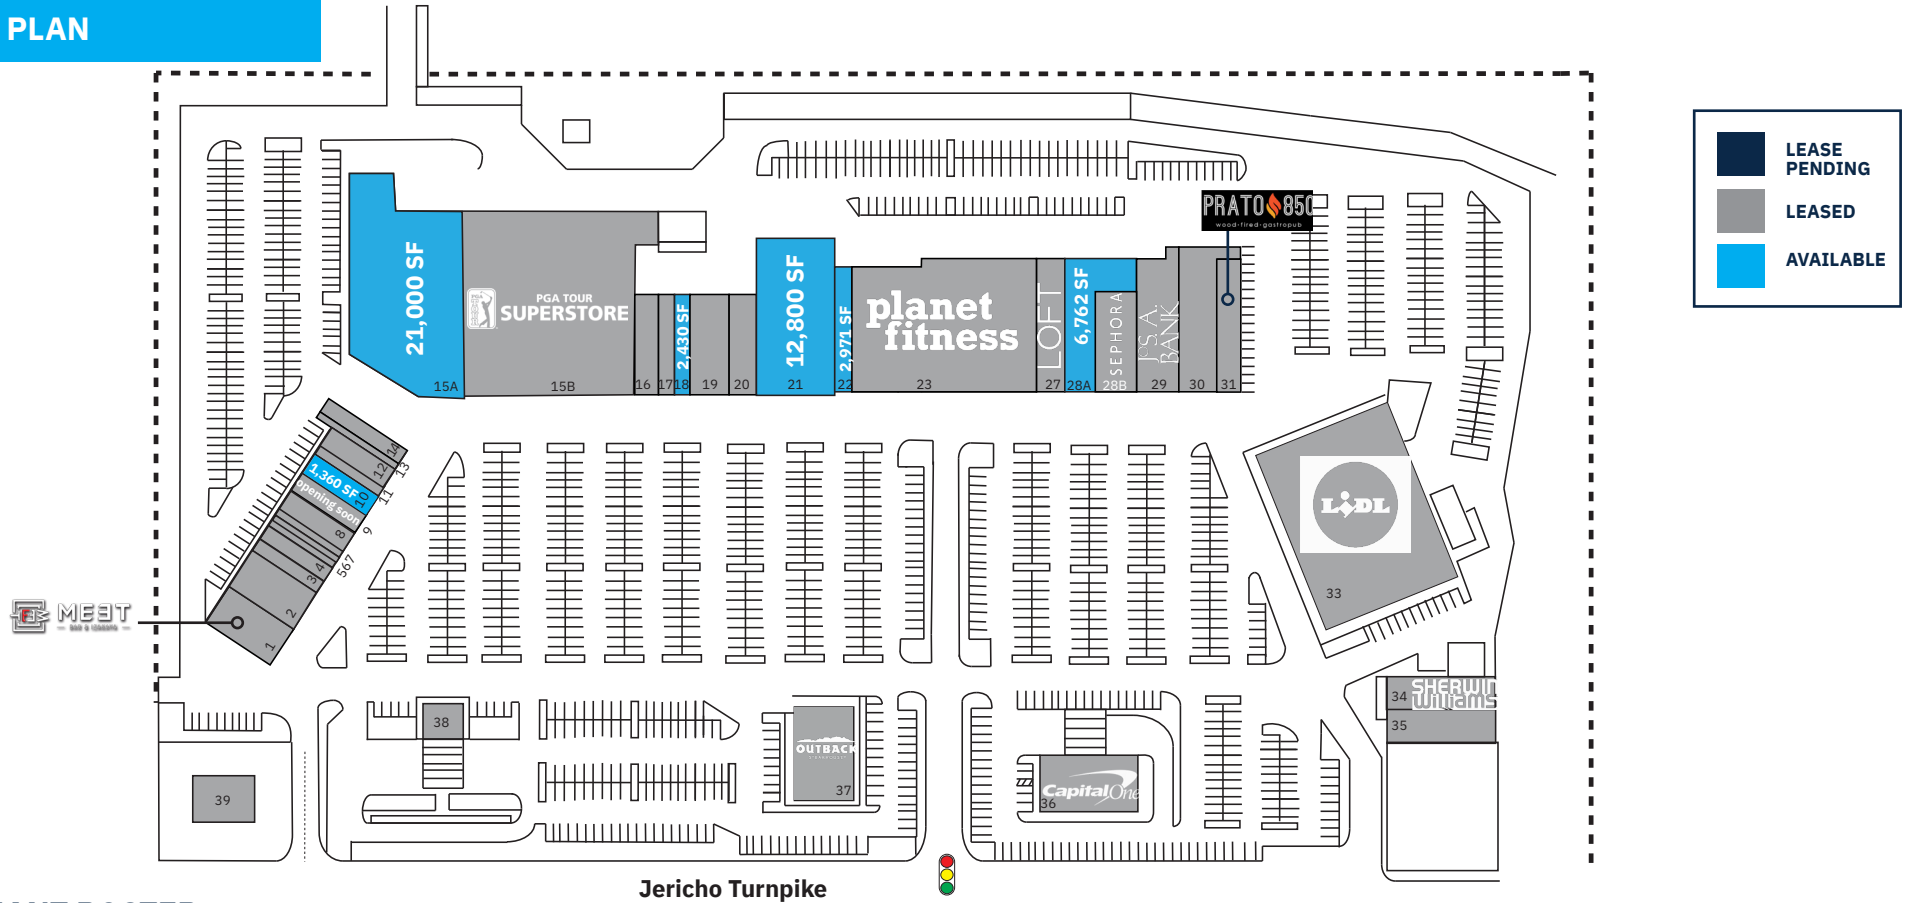 PLAN
LEASE
PENDING
LEASED
AVAILABLE
PRATO 850
wood-fired-gastropub
21,000 SF
15A
PGA TOUR
SUPERSTORE
15B
16
17
2,430 SF
18
19
20
12,800 SF
21
2,971 SF
22
planet
fitness
23
LOFT
27
6,762 SF
28A
SEPHORA
28B
JOS. A.
BANK
29
30
31
14
13
12
11
1,360 SF
10
opening soon
9
8
567
4
3
2
1
MEET
LIDL
33
34
SHERWIN
Williams
35
38
39
OUTBACK
STEAKHOUSE
37
Capital One
36
Jericho Turnpike